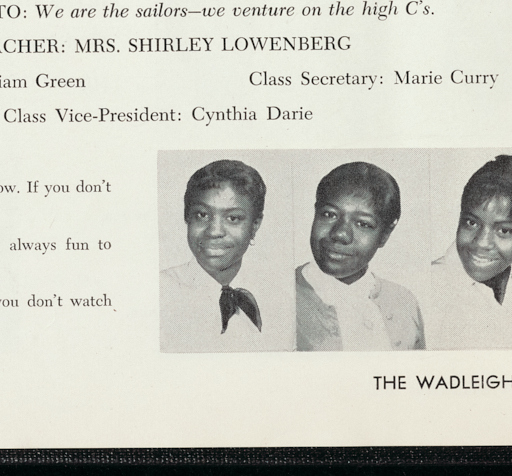 TO: We are the sailors—we venture on the high C's.
ACHER: MRS. SHIRLEY LOWENBERG
iam Green Class Secretary: Marie Curry
Class Vice-President: Cynthia Darie
ow. If you don't
always fun to
you don't watch
THE WADLEIGH